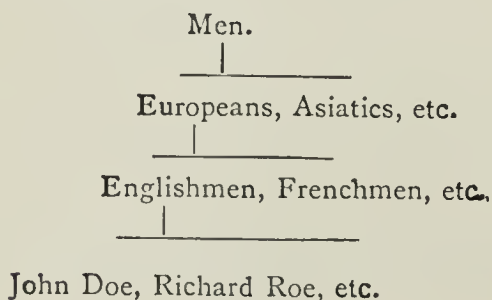 Men.
Europeans, Asiatics, etc.
Englishmen, Frenchmen, etc.
John Doe, Richard Roe, etc.